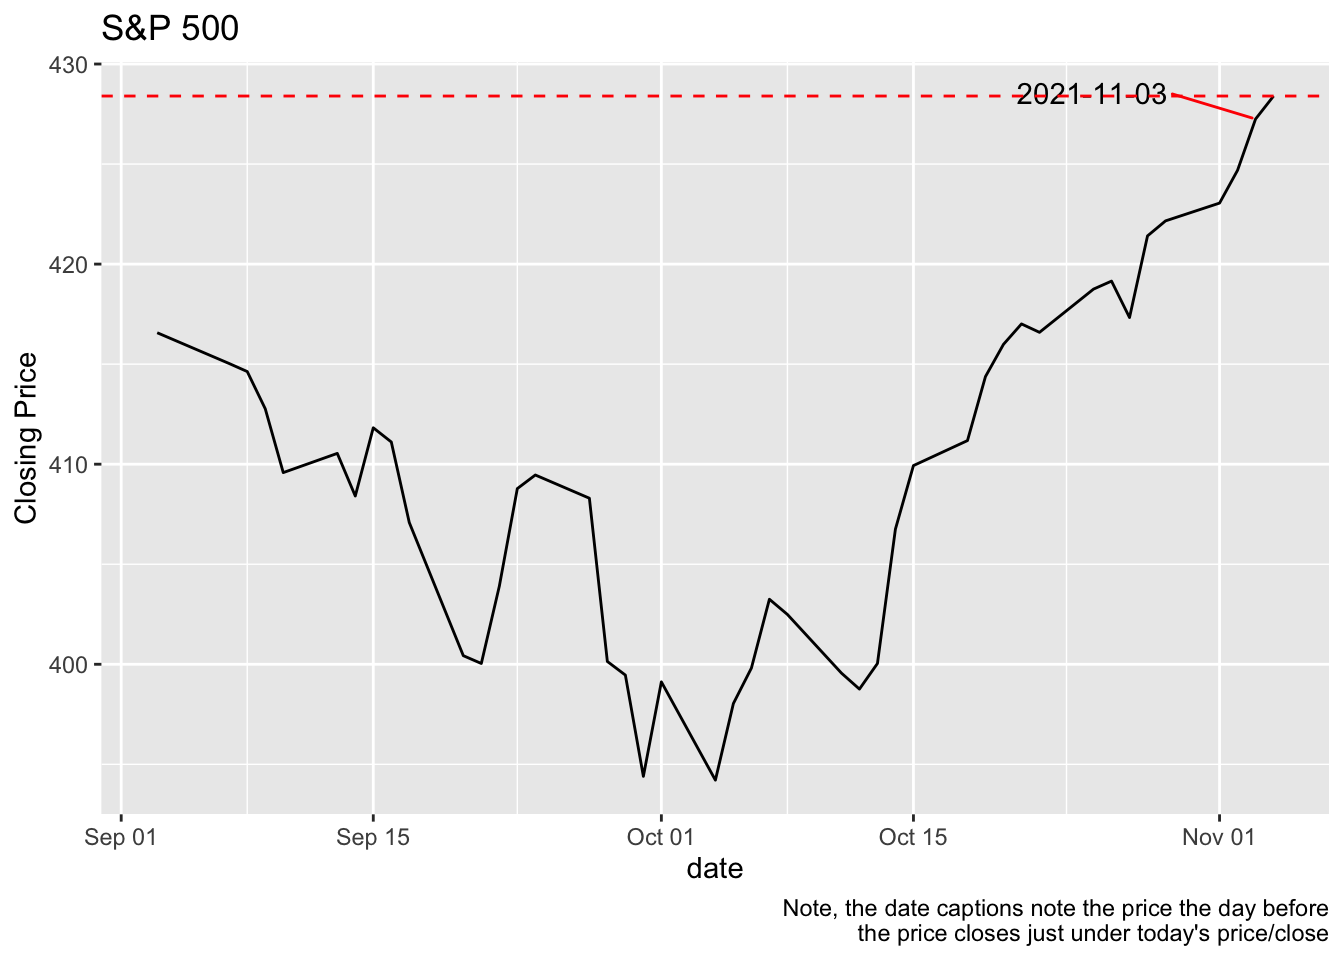 S&P 500
430
2021-11-03
420
Closing Price
410
400
Sep 01 Sep 15 Oct 01 Oct 15 Nov 01
date
Note, the date captions note the price the day before
the price closes just under today's price/close